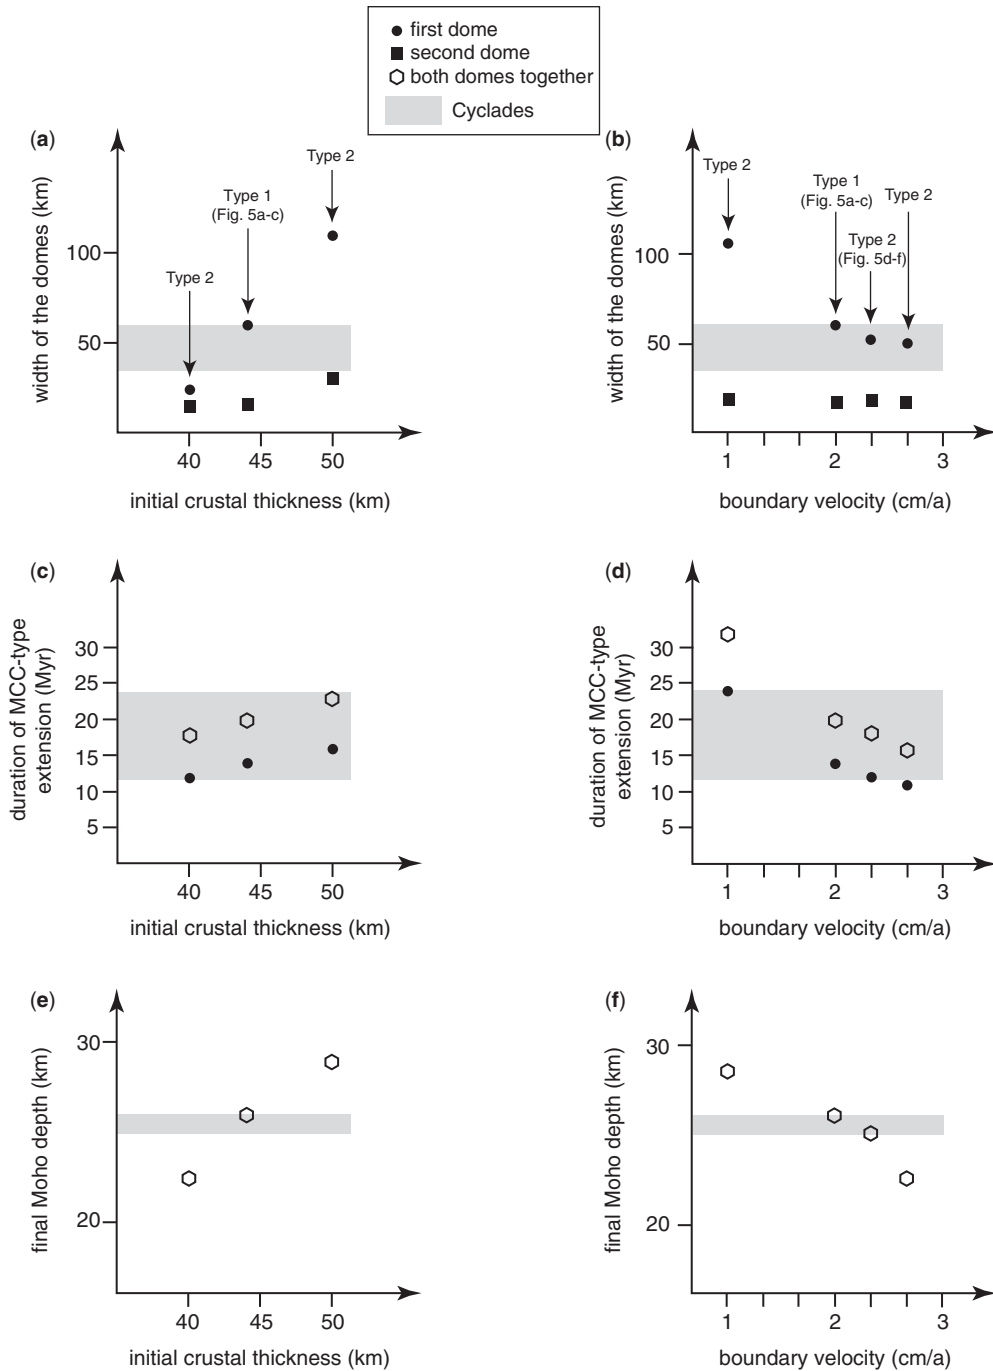 first dome
second dome
both domes together
Cyclades
(a)
width of the domes (km)
100
50
Type 2
Type 1
(Fig. 5a-c)
Type 2
40
45
50
initial crustal thickness (km)
(b)
width of the domes (km)
100
50
Type 2
Type 1
(Fig. 5a-c)
Type 2
(Fig. 5d-f)
Type 2
1
2
3
boundary velocity (cm/a)
(c)
duration of MCC-type
extension (Myr)
30
25
20
15
10
5
40
45
50
initial crustal thickness (km)
(d)
duration of MCC-type
extension (Myr)
30
25
20
15
10
5
1
2
3
boundary velocity (cm/a)
(e)
final Moho depth (km)
30
20
40
45
50
initial crustal thickness (km)
(f)
final Moho depth (km)
30
20
1
2
3
boundary velocity (cm/a)